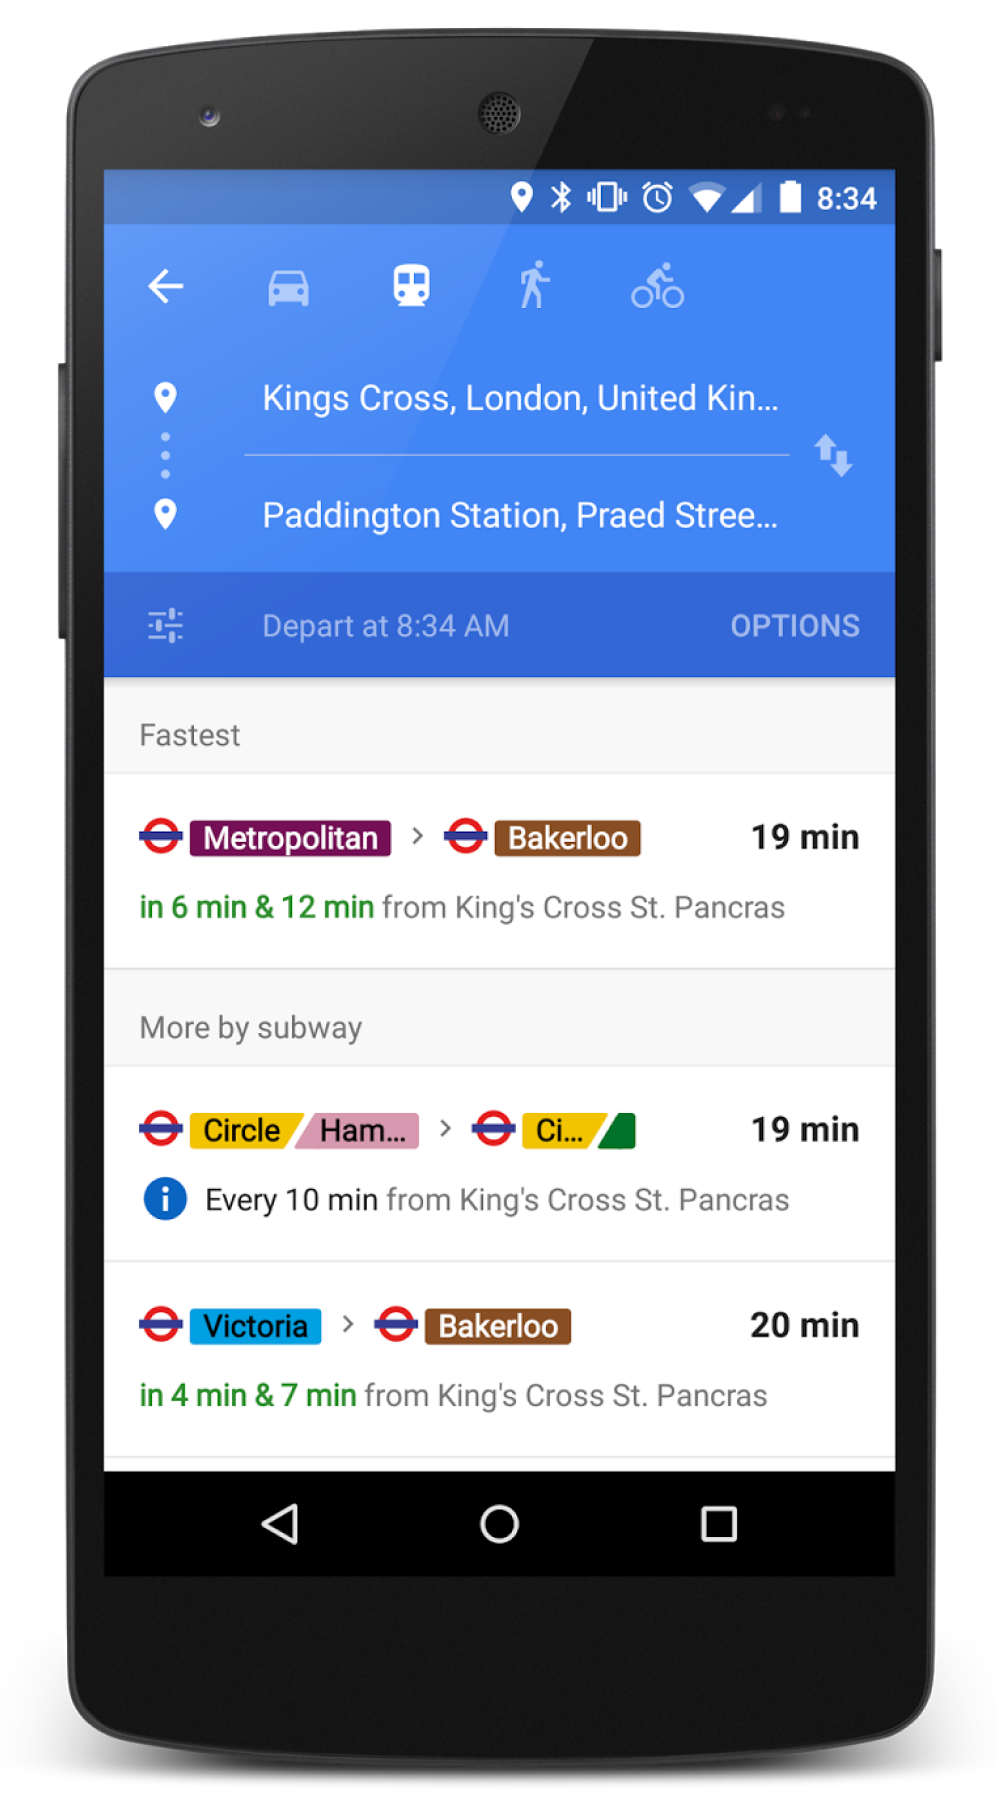 8:34
Kings Cross, London, United Kin...
Paddington Station, Praed Stree...
Depart at 8:34 AM OPTIONS
Fastest
Metropolitan > Bakerloo 19 min
in 6 min & 12 min from King's Cross St. Pancras
More by subway
Circle Ham... > Ci... 19 min
i Every 10 min from King's Cross St. Pancras
Victoria > Bakerloo 20 min
in 4 min & 7 min from King's Cross St. Pancras